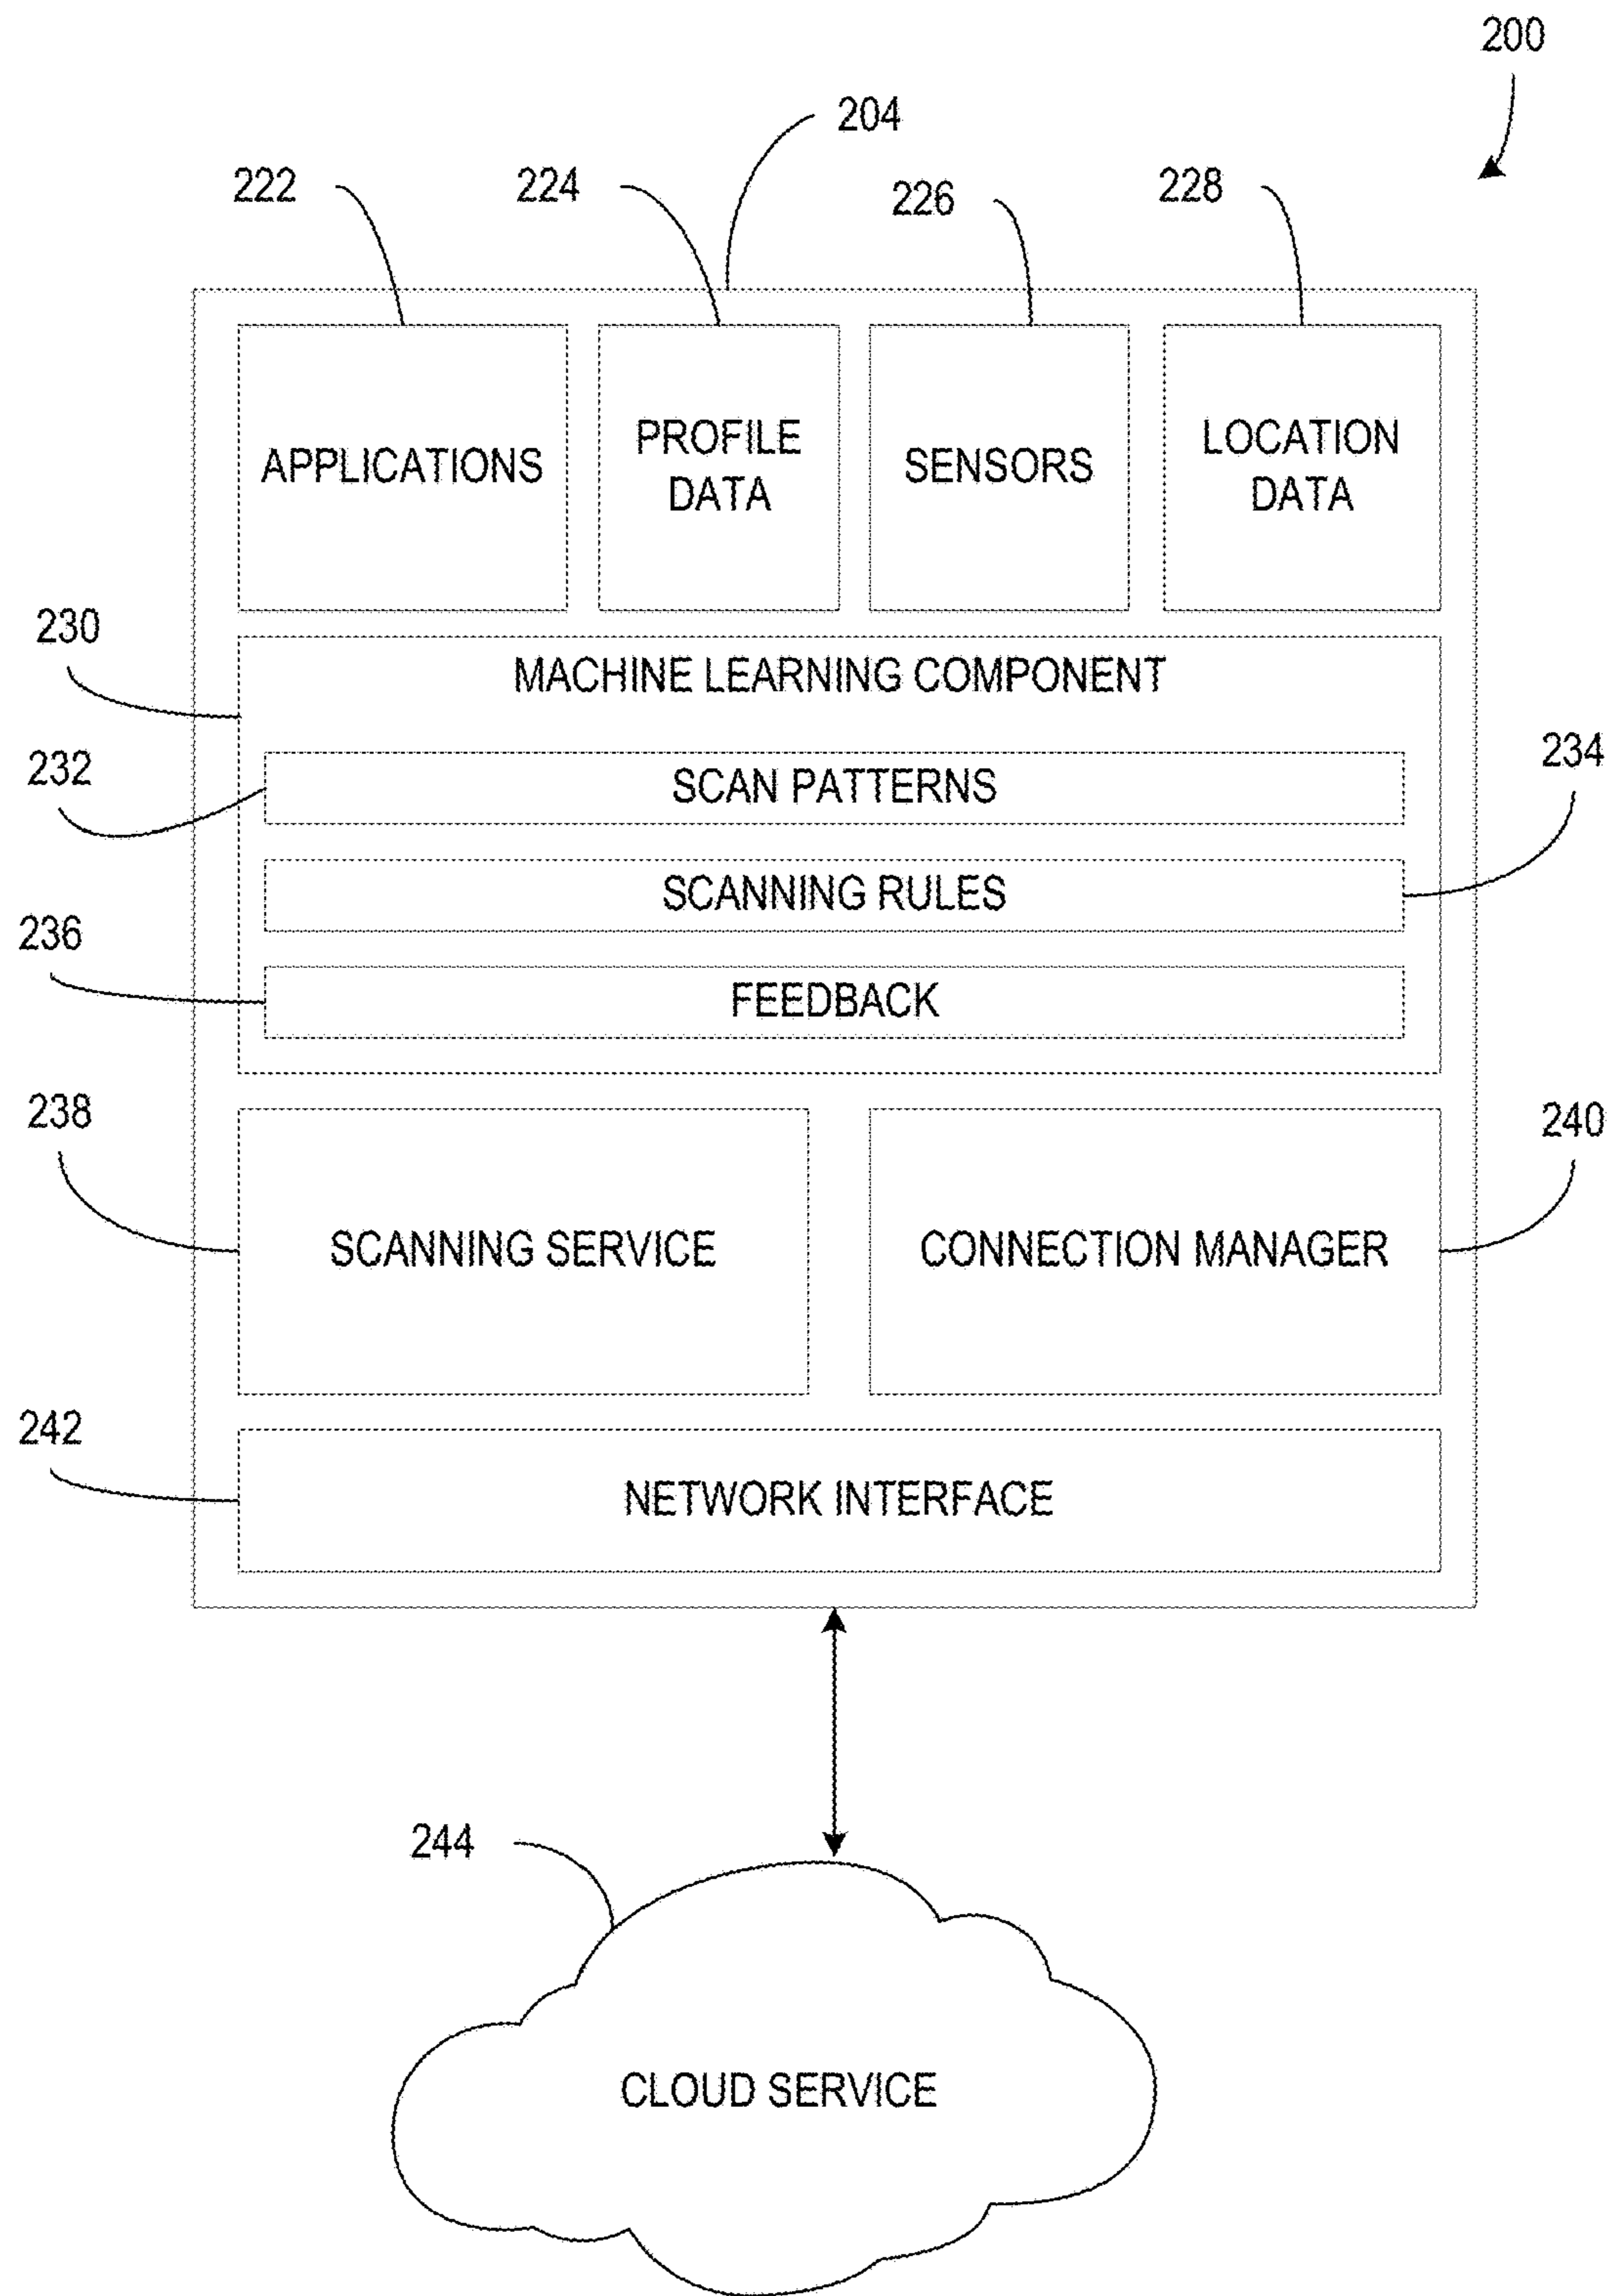 200
204
222
224
226
228
APPLICATIONS
PROFILE
DATA
SENSORS
LOCATION
DATA
230
MACHINE LEARNING COMPONENT
232
SCAN PATTERNS
234
SCANNING RULES
236
FEEDBACK
238
SCANNING SERVICE
CONNECTION MANAGER
240
242
NETWORK INTERFACE
244
CLOUD SERVICE